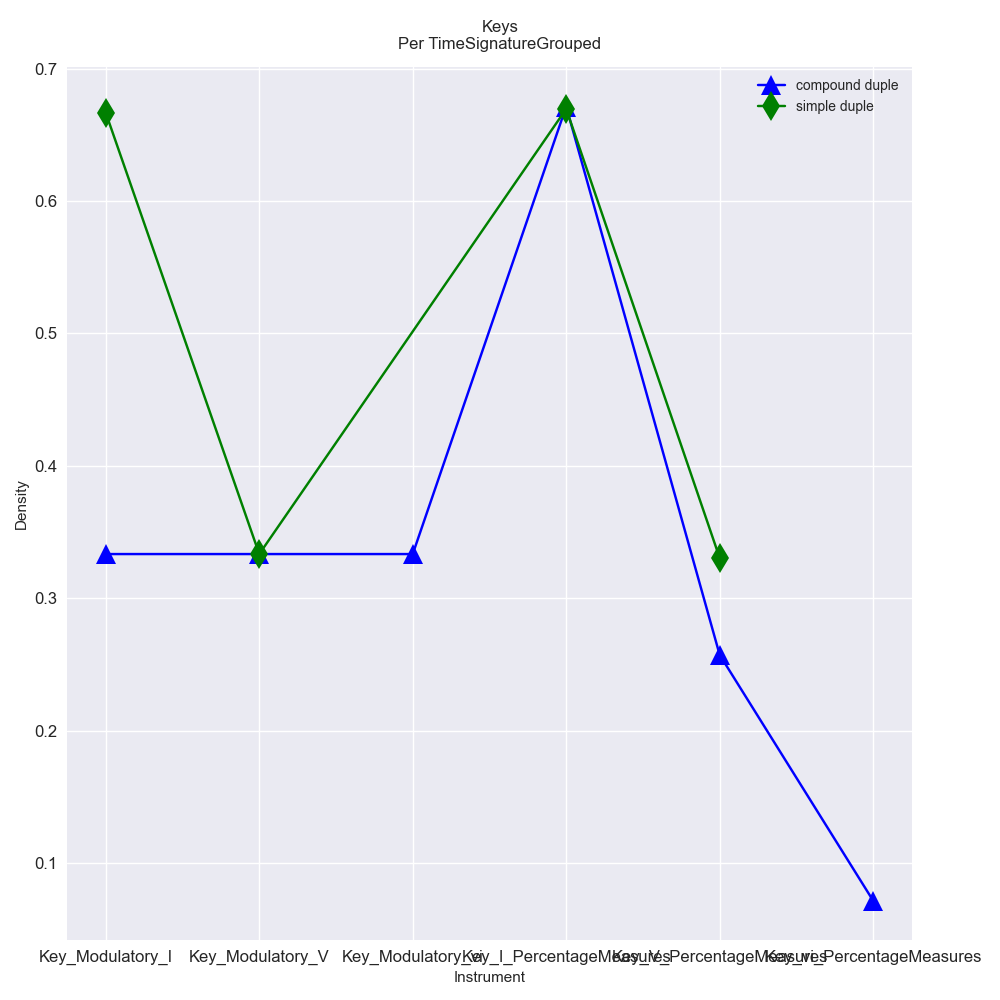 Keys
Per TimeSignatureGrouped
compound duple
simple duple
0.7
0.6
0.5
0.4
0.3
0.2
0.1
Density
Key_Modulatory_I
Key_Modulatory_V
Key_Modulatory_vi
Key_I_PercentageMeasures
Key_V_PercentageMeasures
Key_vi_PercentageMeasures
Instrument